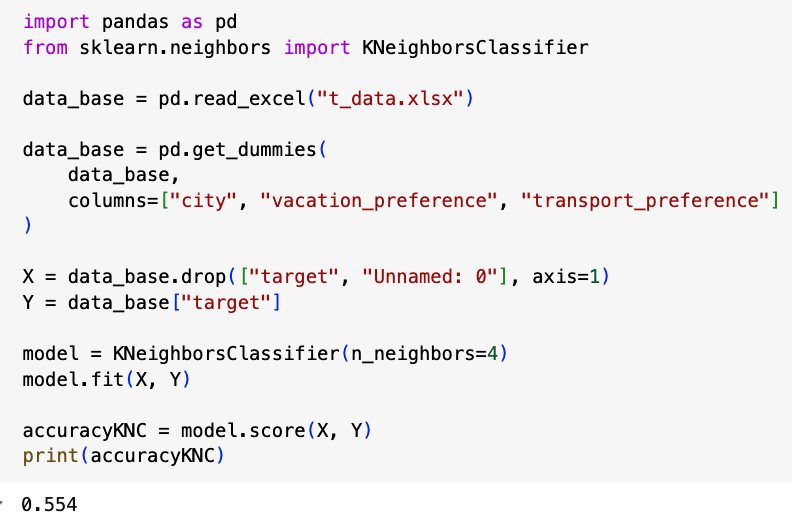 import pandas as pd
from sklearn.neighbors import KNeighborsClassifier

data_base = pd.read_excel("t_data.xlsx")

data_base = pd.get_dummies(
    data_base,
    columns=["city", "vacation_preference", "transport_preference"]
)

X = data_base.drop(["target", "Unnamed: 0"], axis=1)
Y = data_base["target"]

model = KNeighborsClassifier(n_neighbors=4)
model.fit(X, Y)

accuracyKNC = model.score(X, Y)
print(accuracyKNC)
0.554